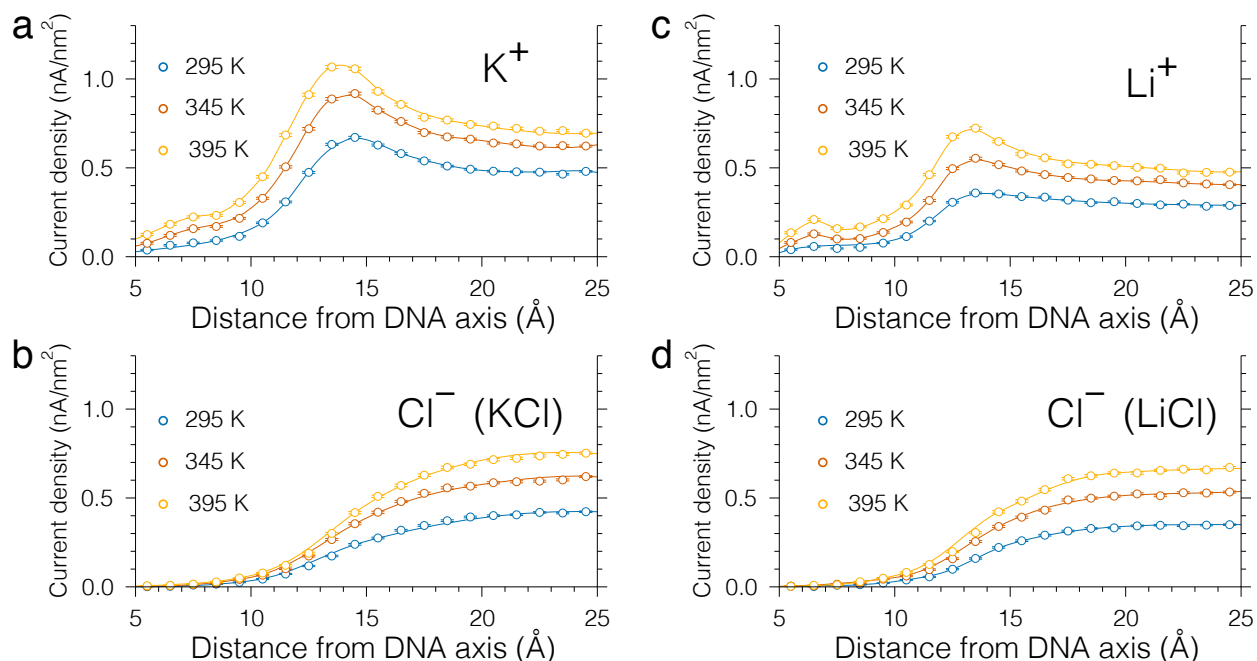 a
Current density (nA/nm²)
1.0
0.5
0.0
295 K
345 K
395 K
K⁺
5 10 15 20 25
Distance from DNA axis (Å)
b
Current density (nA/nm²)
1.0
0.5
0.0
295 K
345 K
395 K
Cl⁻ (KCl)
5 10 15 20 25
Distance from DNA axis (Å)
c
Current density (nA/nm²)
1.0
0.5
0.0
295 K
345 K
395 K
Li⁺
5 10 15 20 25
Distance from DNA axis (Å)
d
Current density (nA/nm²)
1.0
0.5
0.0
295 K
345 K
395 K
Cl⁻ (LiCl)
5 10 15 20 25
Distance from DNA axis (Å)